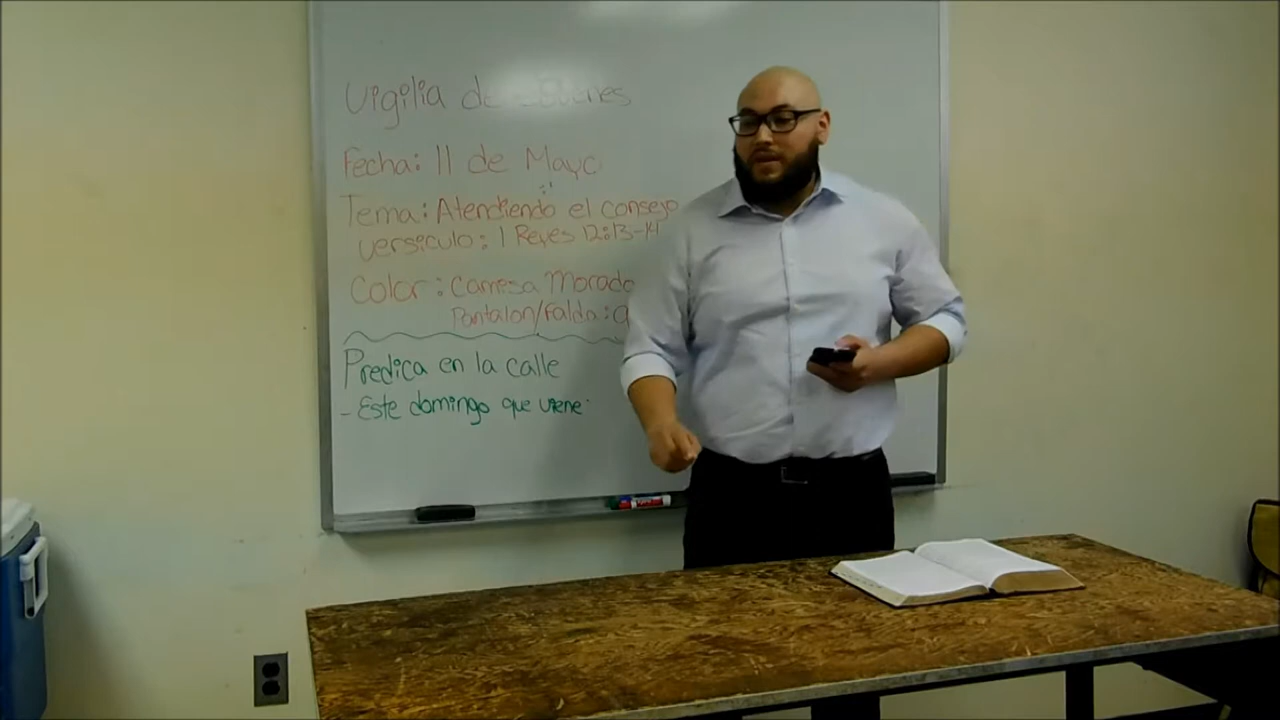 Vigilia de
Fecha: 11 de Mayo
Tema: Atendiendo el consejo
versiculo: 1 Reyes 12:13-14
Color: Camesa Morado
Pantalon/Falda:
Predica en la calle
- Este domingo que viene